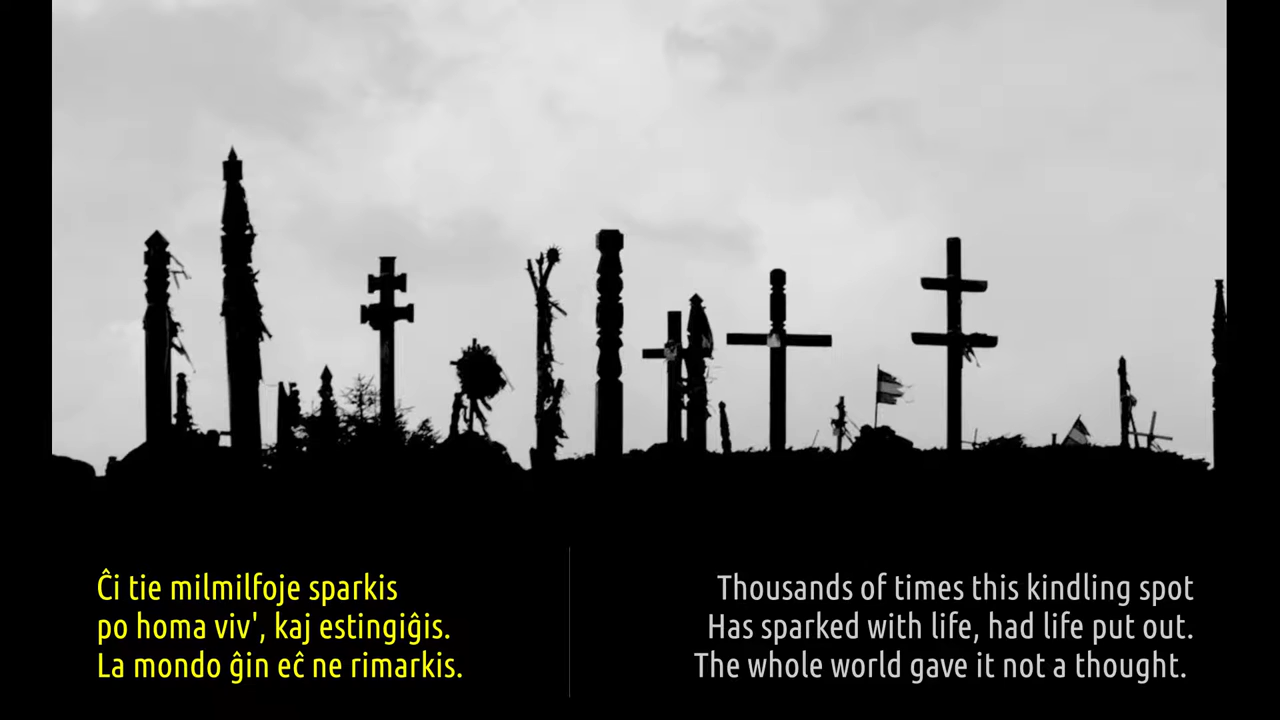 Ĉi tie milmilfoje sparkis
po homa viv', kaj estingiĝis.
La mondo ĝin eĉ ne rimarkis.
Thousands of times this kindling spot
Has sparked with life, had life put out.
The whole world gave it not a thought.